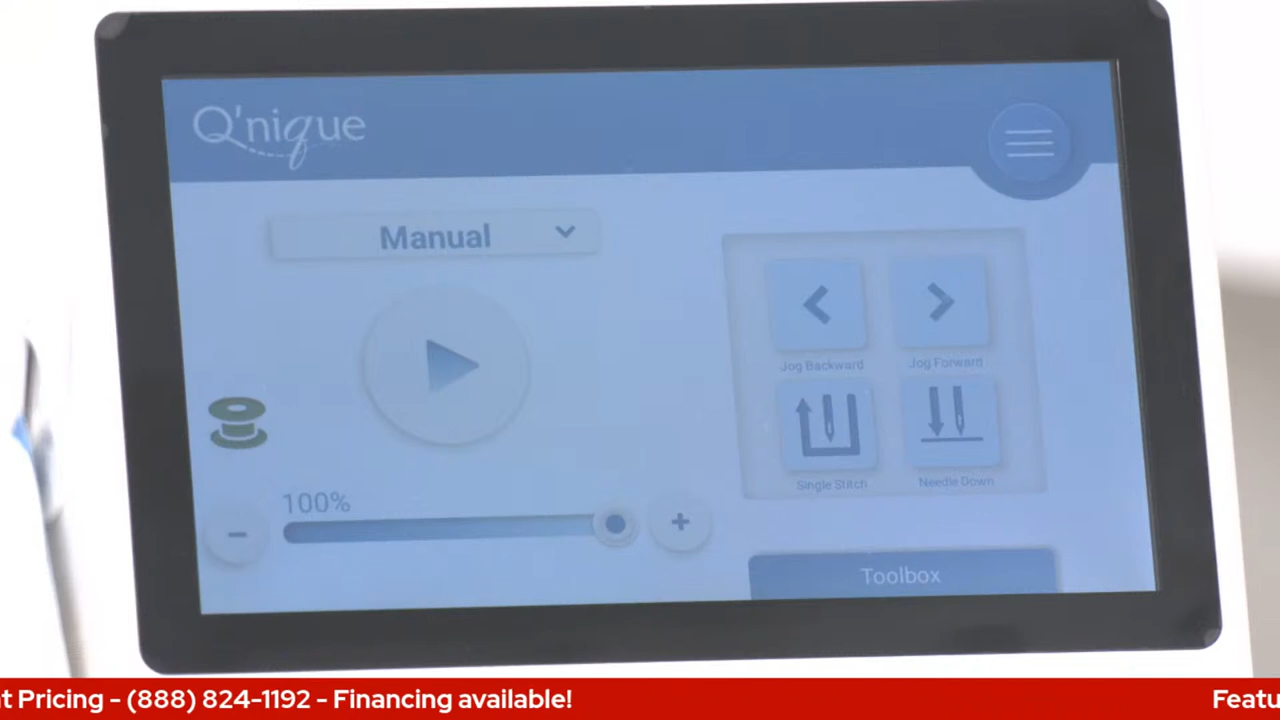 Q'nique
Manual
Jog Backward
Jog Forward
Single Stitch
Needle Down
100%
Toolbox
t Pricing - (888) 824-1192 - Financing available!
Featu